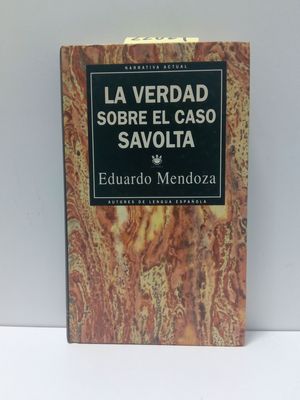 NARRATIVA ACTUAL
LA VERDAD
SOBRE EL CASO
SAVOLTA
Eduardo Mendoza
AUTORES DE LENGUA ESPAÑOLA